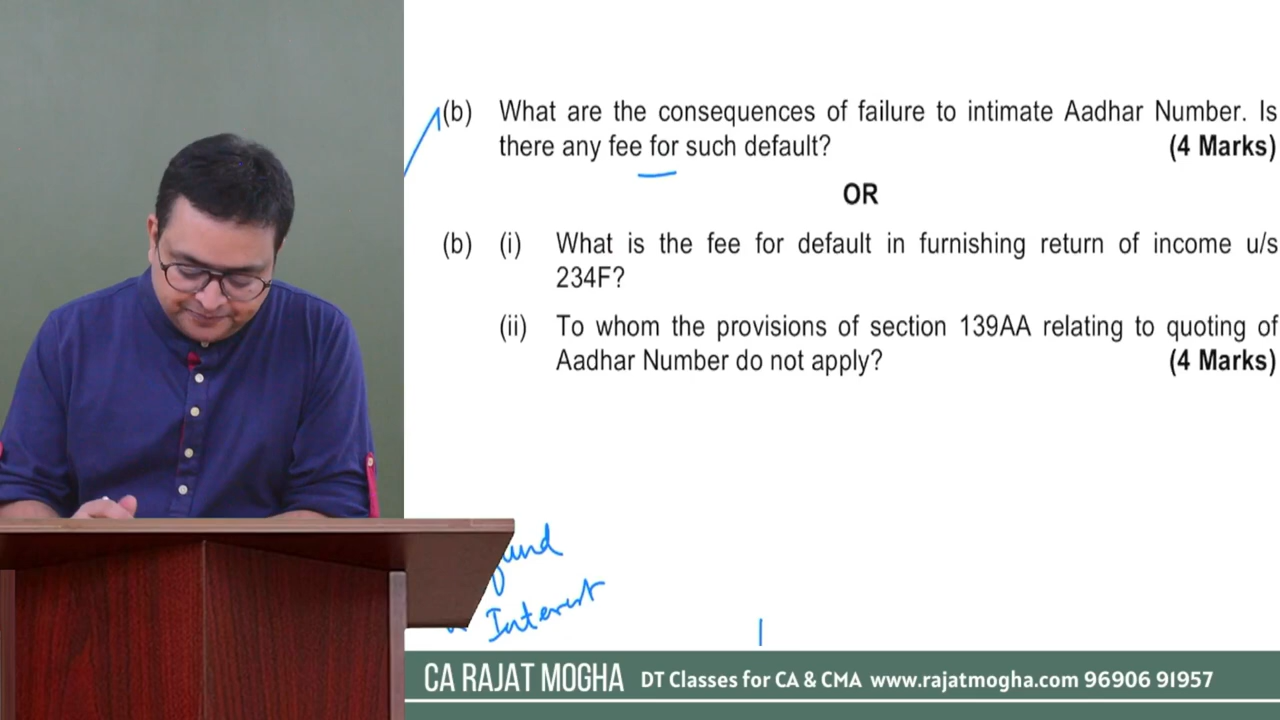 (b) What are the consequences of failure to intimate Aadhar Number. Is
there any fee for such default? (4 Marks)
OR
(b) (i) What is the fee for default in furnishing return of income u/s
234F?
(ii) To whom the provisions of section 139AA relating to quoting of
Aadhar Number do not apply? (4 Marks)
Interest
CA RAJAT MOGHA DT Classes for CA & CMA www.rajatmogha.com 96906 91957